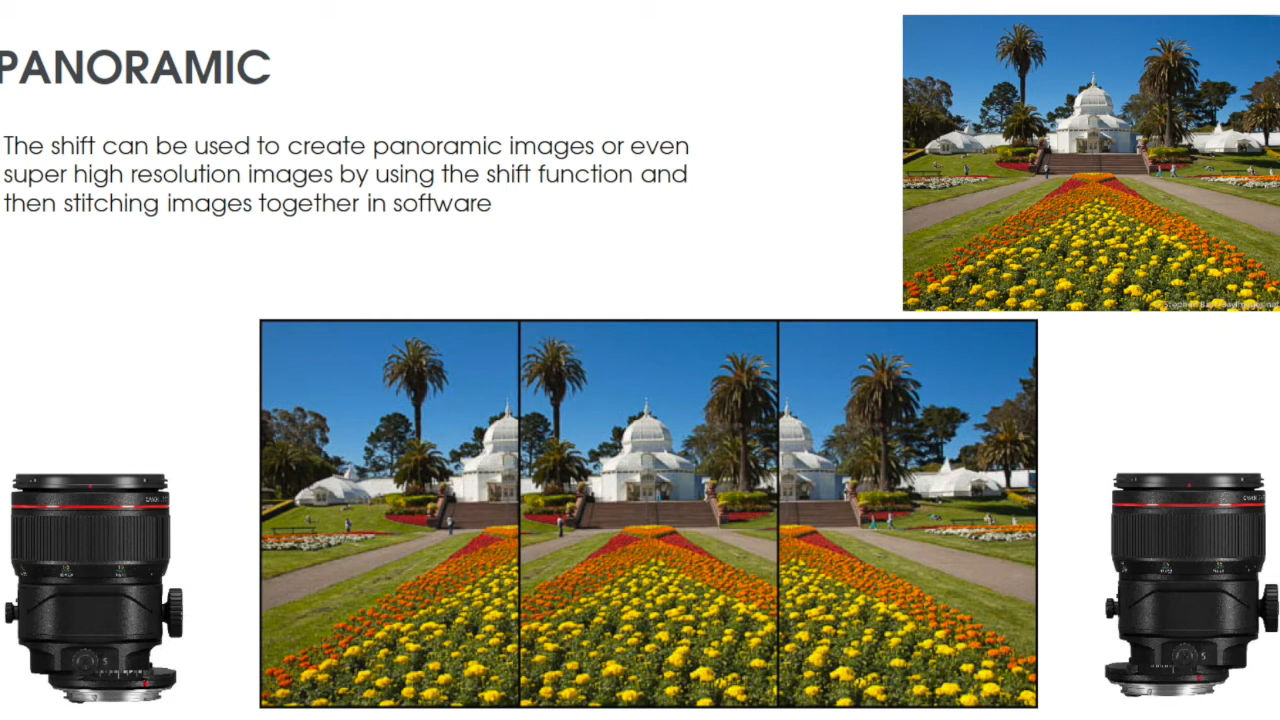 PANORAMIC
The shift can be used to create panoramic images or even
super high resolution images by using the shift function and
then stitching images together in software